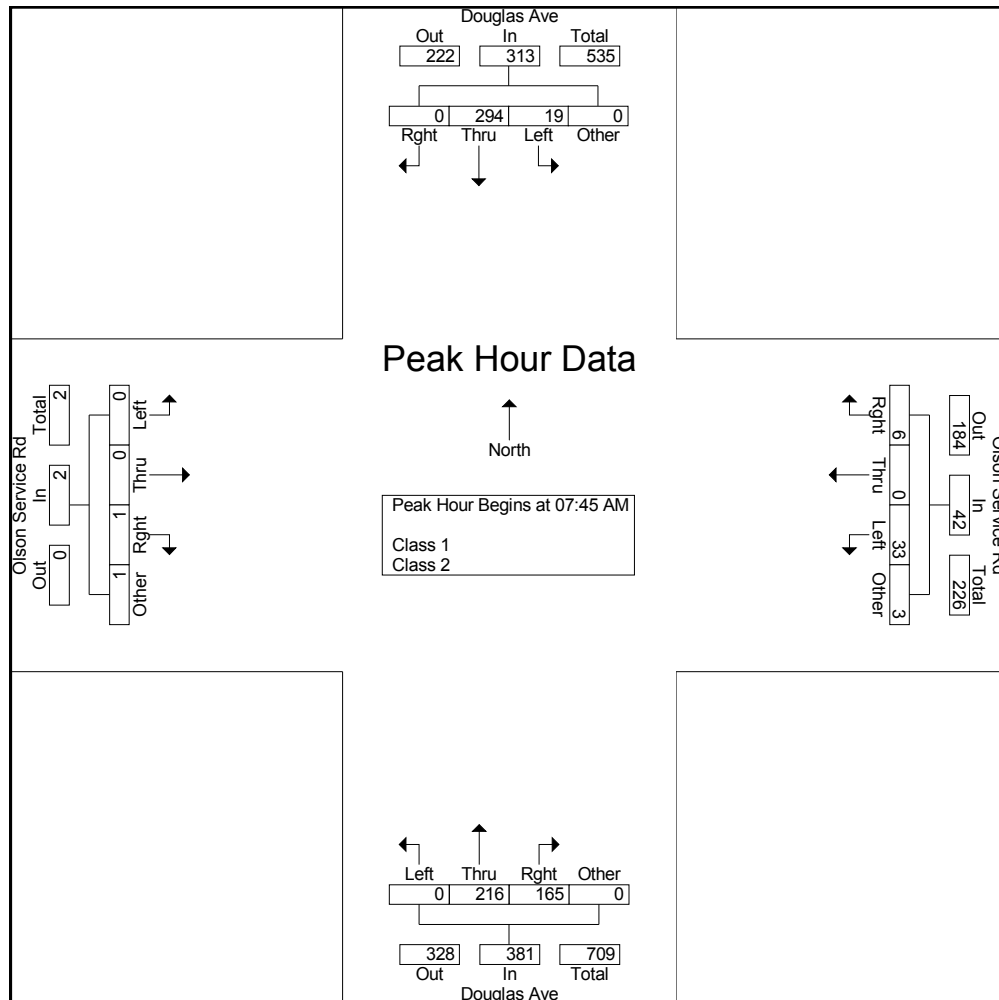 Douglas Ave
Out In Total
222 313 535
0 294 19 0
Rght Thru Left Other
Peak Hour Data
North
Peak Hour Begins at 07:45 AM
Class 1
Class 2
Olson Service Rd
Total In Out
2 2 0
0 0 1 1
Left Thru Rght Other
Olson Service Rd
Out In Total
184 42 226
6 0 33 3
Rght Thru Left Other
Left Thru Rght Other
0 216 165 0
328 381 709
Out In Total
Douglas Ave